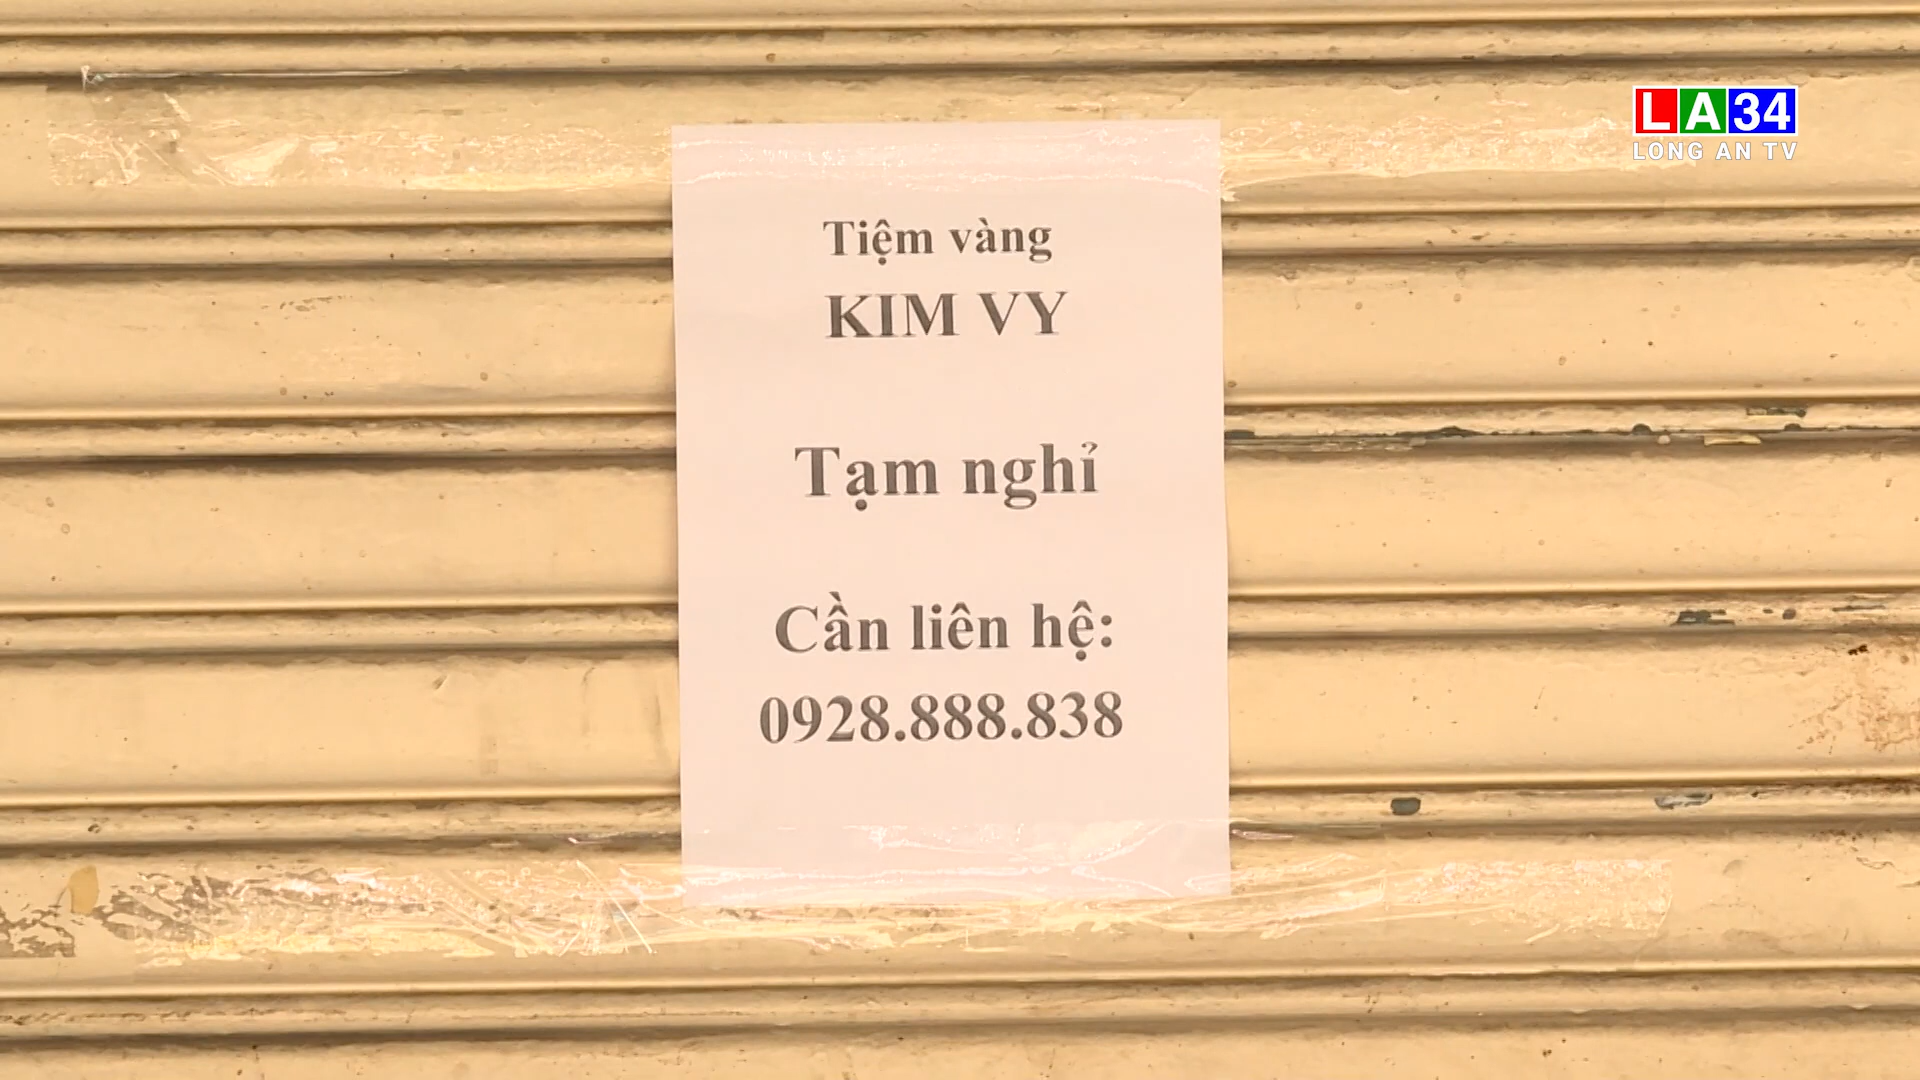 LA34
LONG AN TV
Tiệm vàng
KIM VY
Tạm nghỉ
Cần liên hệ:
0928.888.838